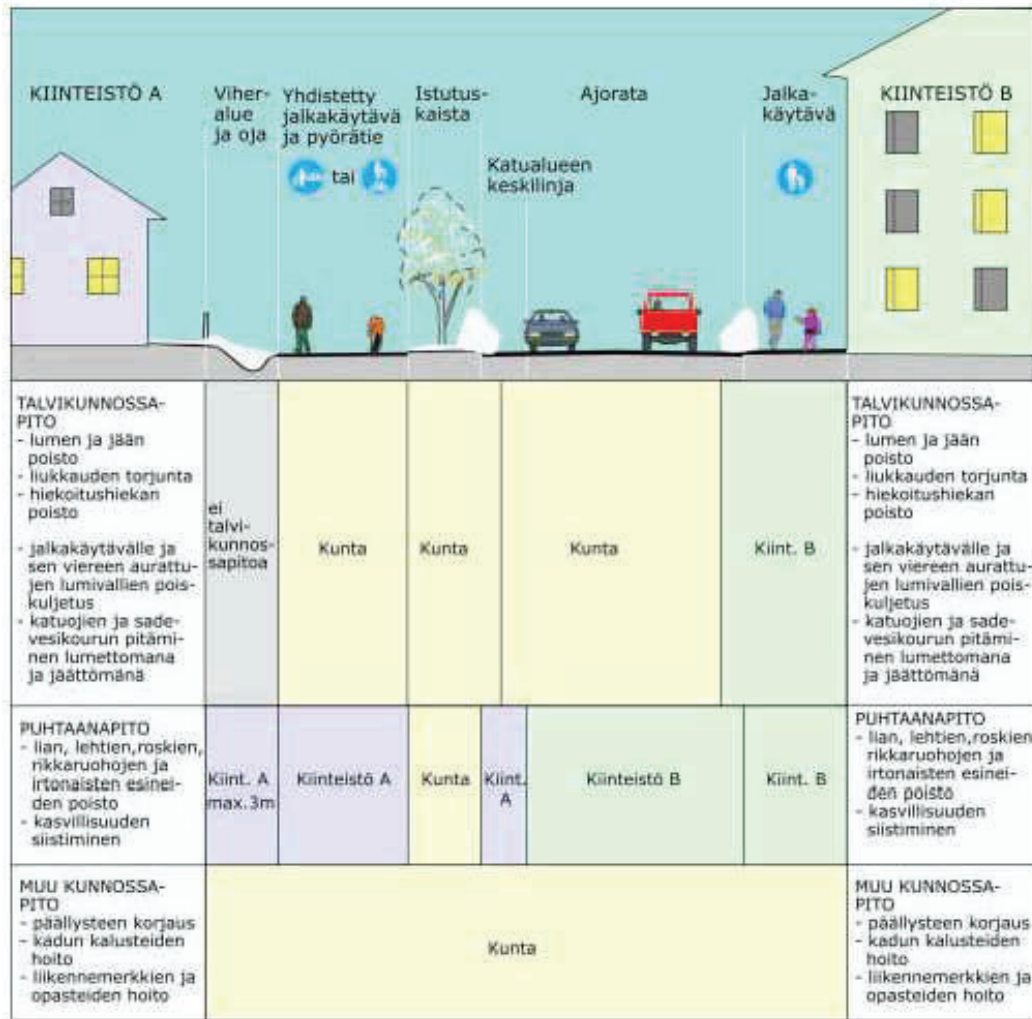 KIINTEISTÖ A
Viher-
alue
ja oja
Yhdistetty
jalkakäytävä
ja pyörätie
tai
Istutus-
kaista
Katualueen
keskilinja
Ajorata
Jalka-
käytävä
KIINTEISTÖ B
TALVIKUNNOSSA-
PITO
- lumen ja jään
poisto
- liukkauden torjunta
- hiekoitushiekan
poisto
- jalkakäytävälle ja
sen viereen aurattu-
jen lumivallien pois-
kuljetus
- katuojien ja sade-
vesikourun pitämi-
nen lumettomana
ja jäättömänä
ei
talvi-
kunnos-
sapitoa
Kunta
Kunta
Kunta
Kiint. B
TALVIKUNNOSSA-
PITO
- lumen ja jään
poisto
- liukkauden torjunta
- hiekoitushiekan
poisto
- jalkakäytävälle ja
sen viereen aurattu-
jen lumivallien pois-
kuljetus
- katuojien ja sade-
vesikourun pitämi-
nen lumettomana
ja jäättömänä
PUHTAANAPITO
- lian, lehtien,roskien,
rikkaruohojen ja
irtonaisten esinei-
den poisto
- kasvillisuuden
siistiminen
Kiint. A
max.3m
Kiinteistö A
Kunta
Kiint.
A
Kiinteistö B
Kiint. B
PUHTAANAPITO
- lian, lehtien,roskien,
rikkaruohojen ja
irtonaisten esinei-
den poisto
- kasvillisuuden
siistiminen
MUU KUNNOSSA-
PITO
- päällysteen korjaus
- kadun kalusteiden
hoito
- liikennemerkkien ja
opasteiden hoito
Kunta
MUU KUNNOSSA-
PITO
- päällysteen korjaus
- kadun kalusteiden
hoito
- liikennemerkkien ja
opasteiden hoito